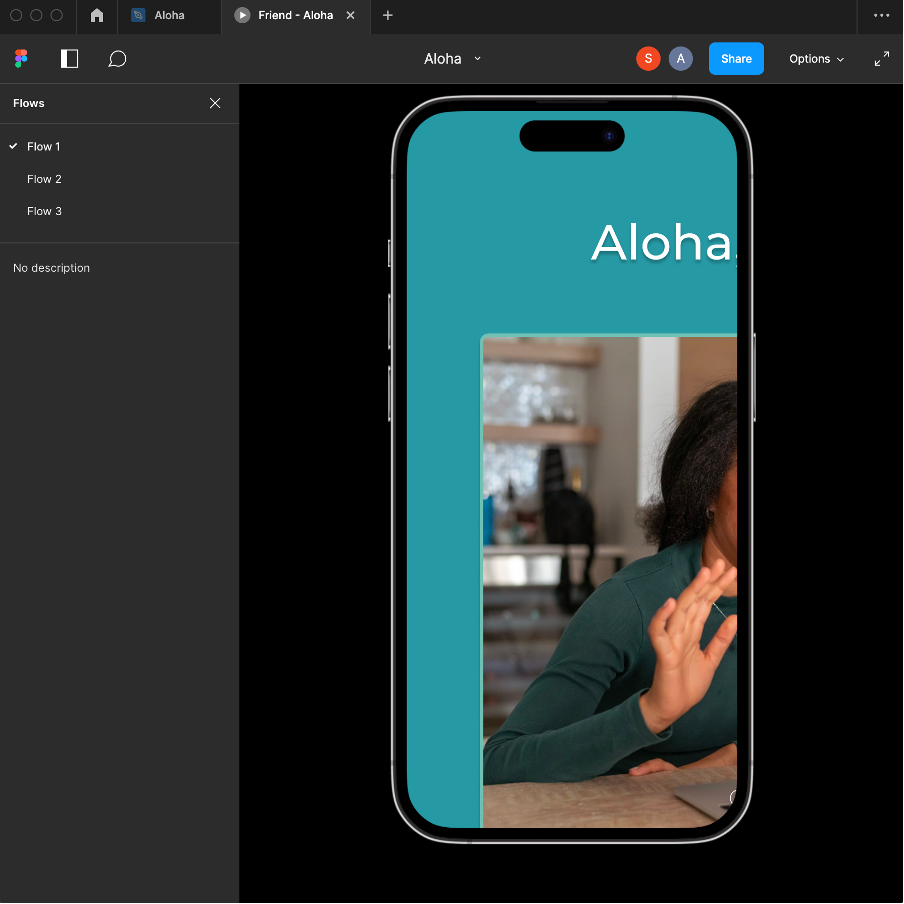 Aloha
Friend - Aloha
Aloha
S
A
Share
Options
Flows
Flow 1
Flow 2
Flow 3
No description
Aloha,